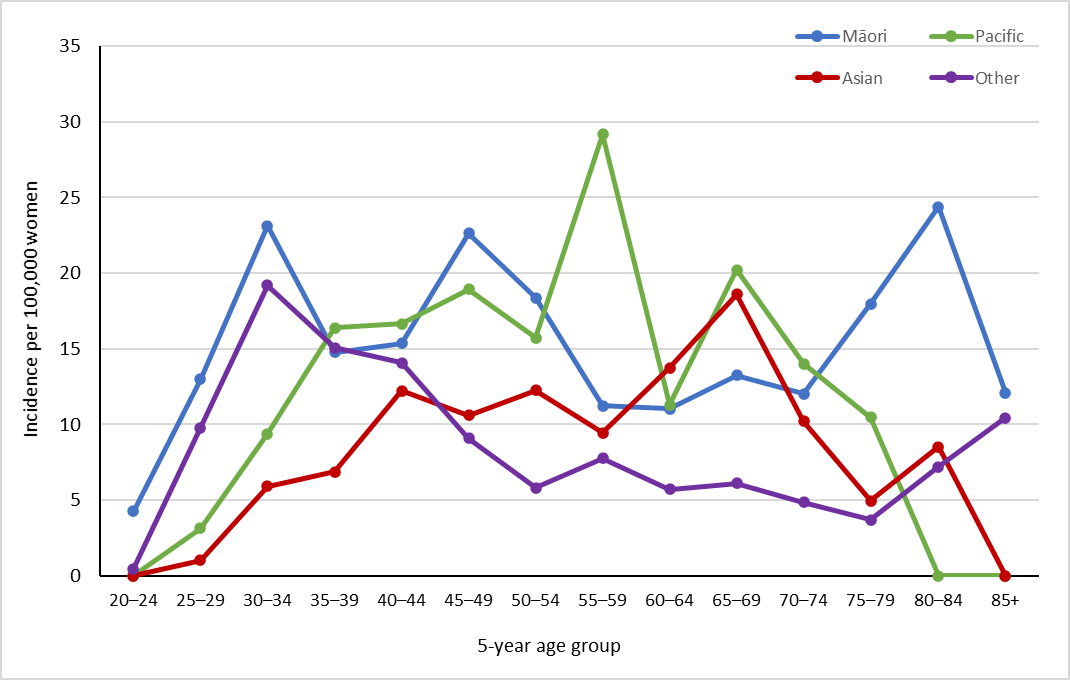 Māori Pacific
Asian Other
35
30
25
20
15
10
5
0
Incidence per 100,000 women
20–24 25–29 30–34 35–39 40–44 45–49 50–54 55–59 60–64 65–69 70–74 75–79 80–84 85+
5-year age group